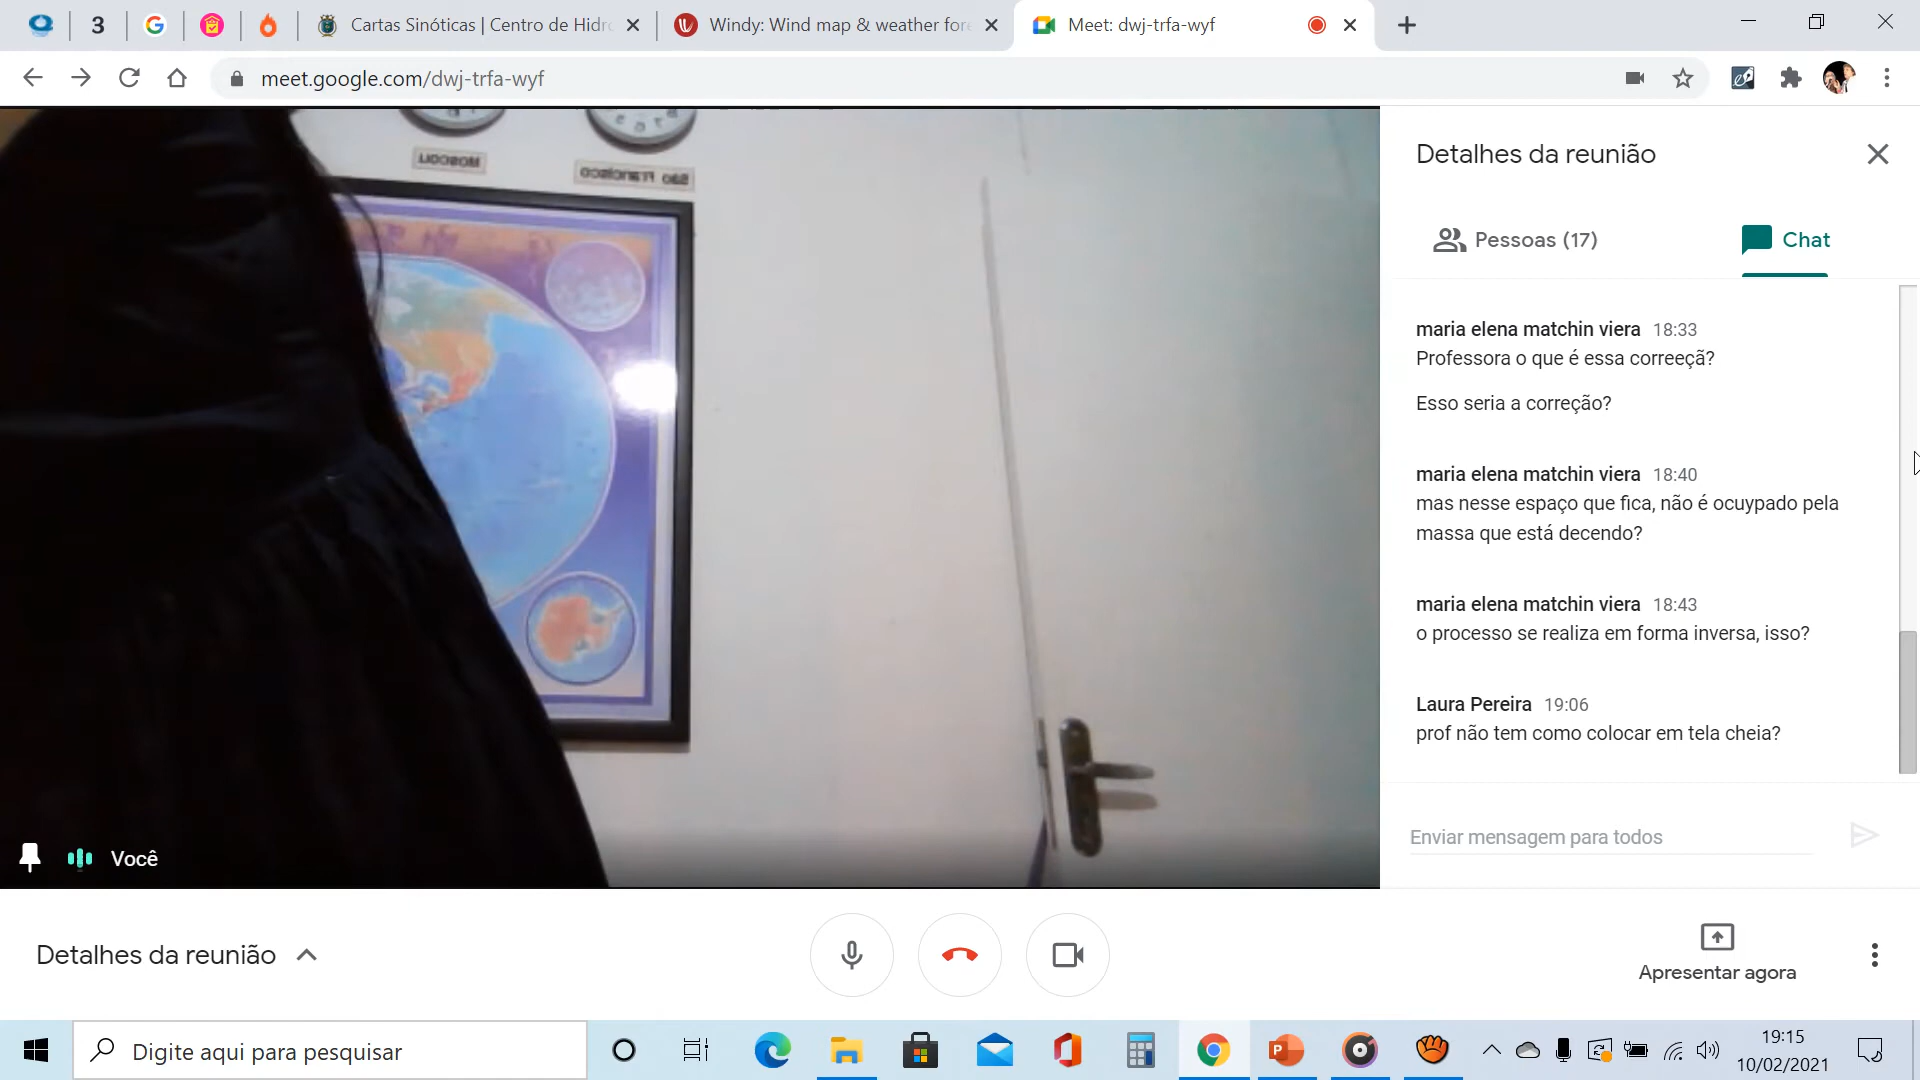 3
Cartas Sinóticas | Centro de Hidro
Windy: Wind map & weather fore
Meet: dwj-trfa-wyf
meet.google.com/dwj-trfa-wyf
MOSCOU
São Francisco
Detalhes da reunião
Pessoas (17)
Chat
maria elena matchin viera 18:33
Professora o que é essa correeçã?
Esso seria a correção?
maria elena matchin viera 18:40
mas nesse espaço que fica, não é ocuypado pela
massa que está decendo?
maria elena matchin viera 18:43
o processo se realiza em forma inversa, isso?
Laura Pereira 19:06
prof não tem como colocar em tela cheia?
Enviar mensagem para todos
Você
Detalhes da reunião
Apresentar agora
Digite aqui para pesquisar
19:15
10/02/2021